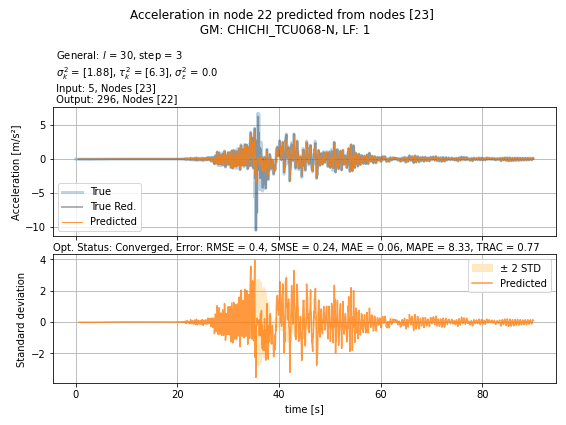 Acceleration in node 22 predicted from nodes [23]
GM: CHICHI_TCU068-N, LF: 1
General: l = 30, step = 3
σ²ₖ = [1.88], τ²ₖ = [6.3], σ²ε = 0.0
Input: 5, Nodes [23]
Output: 296, Nodes [22]
Acceleration [m/s²]
5
0
−5
−10
True
True Red.
Predicted
Opt. Status: Converged, Error: RMSE = 0.4, SMSE = 0.24, MAE = 0.06, MAPE = 8.33, TRAC = 0.77
Standard deviation
4
2
0
−2
± 2 STD
Predicted
0 20 40 60 80
time [s]